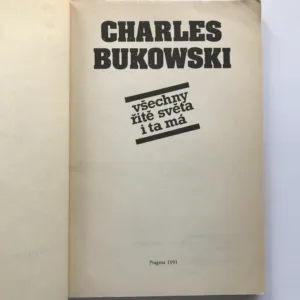 CHARLES
BUKOWSKI
všechny
řitě světa
i ta má
Pragma 1991